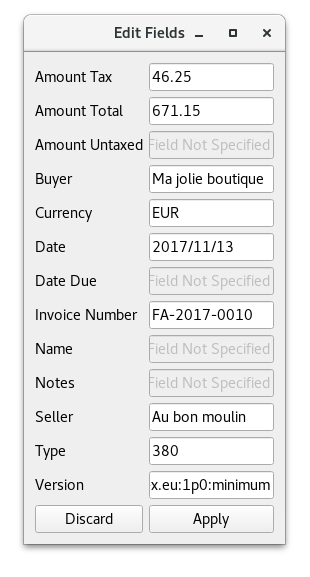 Edit Fields
Amount Tax 46.25
Amount Total 671.15
Amount Untaxed Field Not Specified
Buyer Ma jolie boutique
Currency EUR
Date 2017/11/13
Date Due Field Not Specified
Invoice Number FA-2017-0010
Name Field Not Specified
Notes Field Not Specified
Seller Au bon moulin
Type 380
Version x.eu:1p0:minimum
Discard Apply